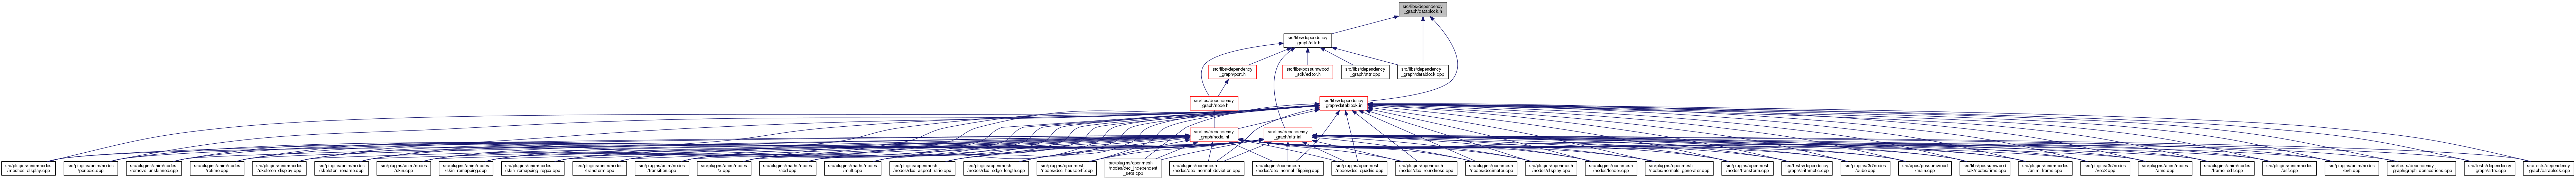 src/libs/dependency
_graph/datablock.h
src/libs/dependency
_graph/attr.h
src/libs/dependency
_graph/port.h
src/libs/possumwood
_sdk/editor.h
src/libs/dependency
_graph/attr.cpp
src/libs/dependency
_graph/datablock.cpp
src/libs/dependency
_graph/node.h
src/libs/dependency
_graph/datablock.inl
src/libs/dependency
_graph/node.inl
src/libs/dependency
_graph/attr.inl
src/plugins/anim/nodes
/meshes_display.cpp
src/plugins/anim/nodes
/periodic.cpp
src/plugins/anim/nodes
/remove_unskinned.cpp
src/plugins/anim/nodes
/retime.cpp
src/plugins/anim/nodes
/skeleton_display.cpp
src/plugins/anim/nodes
/skeleton_rename.cpp
src/plugins/anim/nodes
/skin.cpp
src/plugins/anim/nodes
/skin_remapping.cpp
src/plugins/anim/nodes
/skin_remapping_regex.cpp
src/plugins/anim/nodes
/transform.cpp
src/plugins/anim/nodes
/transition.cpp
src/plugins/anim/nodes
src/plugins/maths/nodes
/add.cpp
src/plugins/maths/nodes
/mult.cpp
src/plugins/openmesh
/nodes/dec_aspect_ratio.cpp
src/plugins/openmesh
/nodes/dec_edge_length.cpp
src/plugins/openmesh
/nodes/dec_hausdorff.cpp
src/plugins/openmesh
/nodes/dec_independent
_sets.cpp
src/plugins/openmesh
/nodes/dec_normal_deviation.cpp
src/plugins/openmesh
/nodes/dec_normal_flipping.cpp
src/plugins/openmesh
/nodes/dec_quadric.cpp
src/plugins/openmesh
/nodes/dec_roundness.cpp
src/plugins/openmesh
/nodes/decimater.cpp
src/plugins/openmesh
/nodes/display.cpp
src/plugins/openmesh
/nodes/loader.cpp
src/plugins/openmesh
/nodes/normals_generator.cpp
src/plugins/openmesh
/nodes/transform.cpp
src/tests/dependency
_graph/arithmetic.cpp
src/plugins/3d/nodes
/cube.cpp
src/apps/possumwood
/main.cpp
src/libs/possumwood
_sdk/nodes/time.cpp
src/plugins/anim/nodes
/anim_frame.cpp
src/plugins/3d/nodes
/vec3.cpp
src/plugins/anim/nodes
/amc.cpp
src/plugins/anim/nodes
/frame_edit.cpp
src/plugins/anim/nodes
/asf.cpp
src/plugins/anim/nodes
/bvh.cpp
src/tests/dependency
_graph/graph_connections.cpp
src/tests/dependency
_graph/attrs.cpp
src/tests/dependency
_graph/datablock.cpp